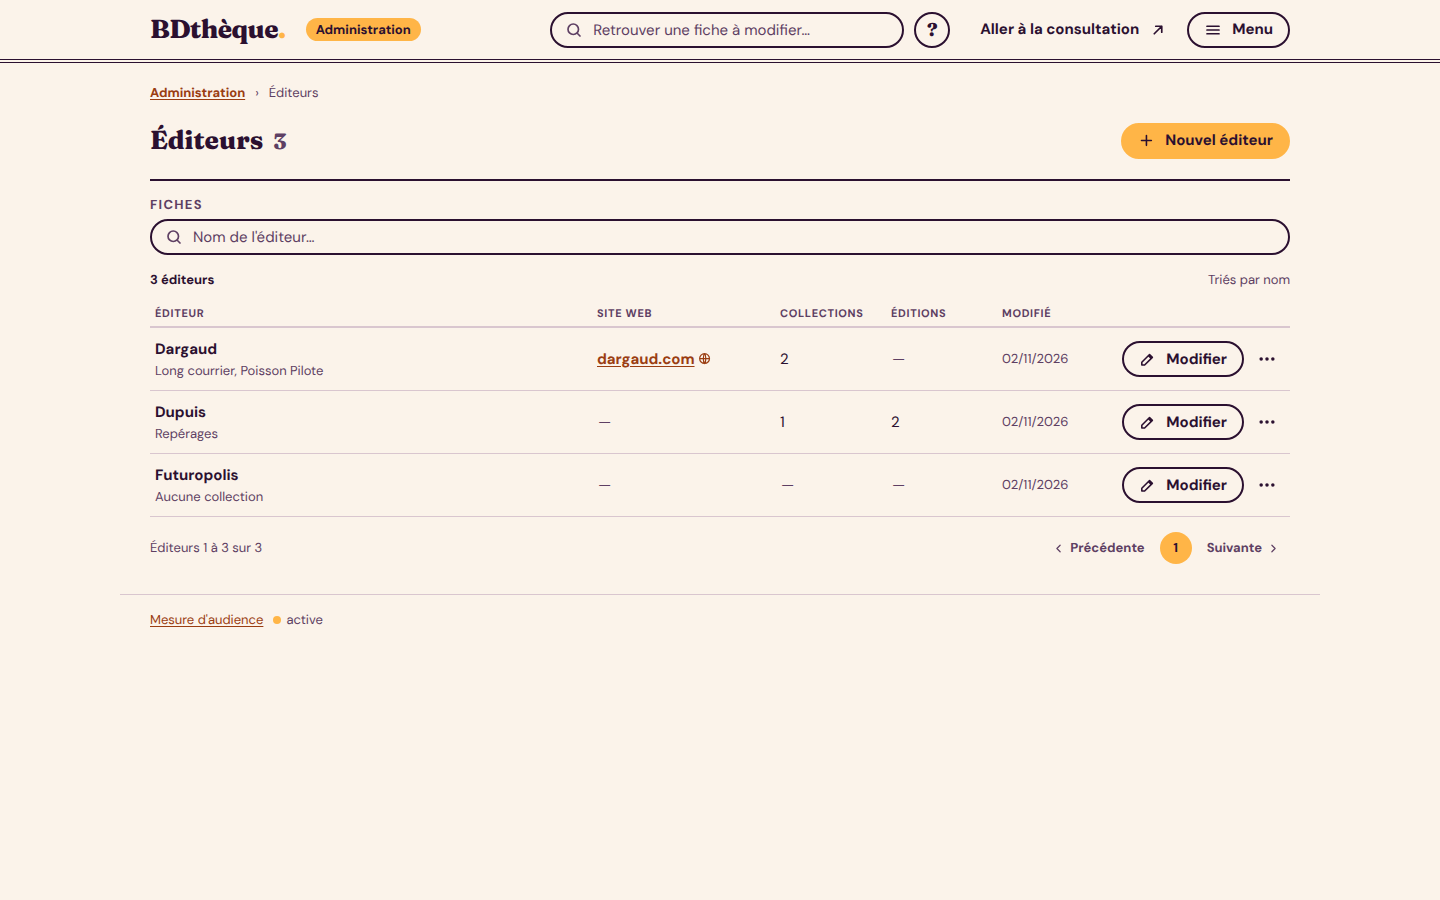 BDthèque. Administration Retrouver une fiche à modifier… ? Aller à la consultation Menu
Administration › Éditeurs
Éditeurs 3 Nouvel éditeur
FICHES
Nom de l'éditeur…
3 éditeurs Triés par nom
ÉDITEUR SITE WEB COLLECTIONS ÉDITIONS MODIFIÉ
Dargaud dargaud.com 2 — 02/11/2026 Modifier
Long courrier, Poisson Pilote
Dupuis — 1 2 02/11/2026 Modifier
Repérages
Futuropolis — — — 02/11/2026 Modifier
Aucune collection
Éditeurs 1 à 3 sur 3 Précédente 1 Suivante
Mesure d'audience active